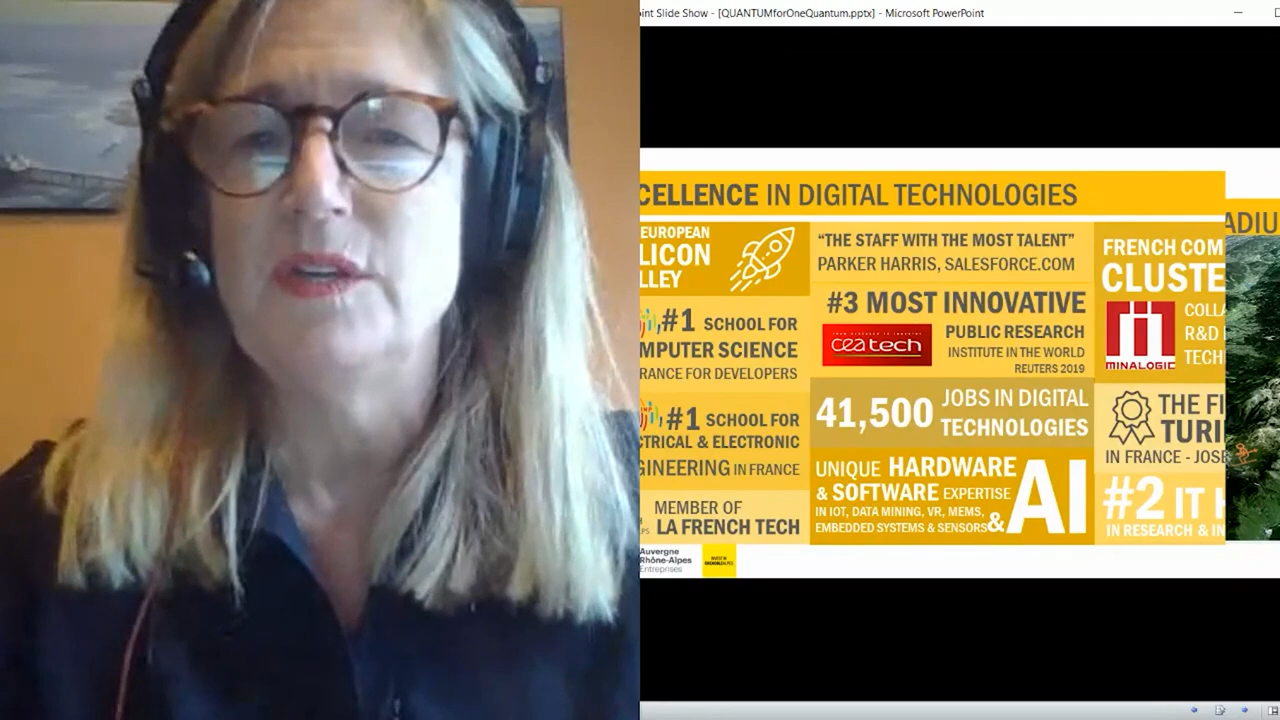 int Slide Show - [QUANTUMforOneQuantum.pptx] - Microsoft PowerPoint
CELLENCE IN DIGITAL TECHNOLOGIES
ADIU
EUROPEAN
LICON
LLEY
#1 SCHOOL FOR
MPUTER SCIENCE
RANCE FOR DEVELOPERS
#1 SCHOOL FOR
CTRICAL & ELECTRONIC
GINEERING IN FRANCE
MEMBER OF
LA FRENCH TECH
"THE STAFF WITH THE MOST TALENT"
PARKER HARRIS, SALESFORCE.COM
#3 MOST INNOVATIVE
ceatech
PUBLIC RESEARCH
INSTITUTE IN THE WORLD
REUTERS 2019
41,500 JOBS IN DIGITAL
TECHNOLOGIES
UNIQUE HARDWARE
& SOFTWARE EXPERTISE
IN IOT, DATA MINING, VR, MEMS,
EMBEDDED SYSTEMS & SENSORS & AI
FRENCH COM
CLUSTE
MINALOGIC
COLLA
R&D
TECH
THE FI
TURI
IN FRANCE - JOSE
#2 IT
IN RESEARCH & IN
Auvergne
Rhône-Alpes
Entreprises